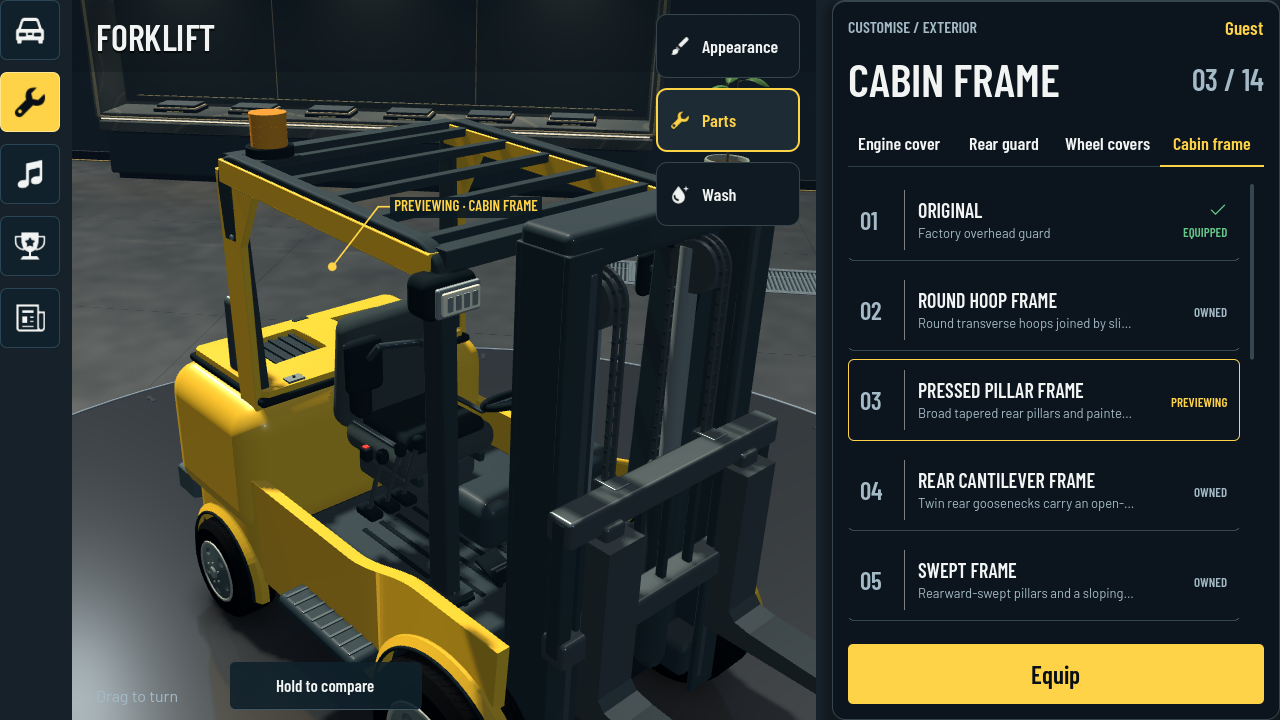 FORKLIFT
Appearance
Parts
Wash
PREVIEWING · CABIN FRAME
Drag to turn
Hold to compare
CUSTOMISE / EXTERIOR
Guest
CABIN FRAME
03 / 14
Engine cover
Rear guard
Wheel covers
Cabin frame
01
ORIGINAL
Factory overhead guard
EQUIPPED
02
ROUND HOOP FRAME
Round transverse hoops joined by sli...
OWNED
03
PRESSED PILLAR FRAME
Broad tapered rear pillars and painte...
PREVIEWING
04
REAR CANTILEVER FRAME
Twin rear goosenecks carry an open-...
OWNED
05
SWEPT FRAME
Rearward-swept pillars and a sloping...
OWNED
Equip